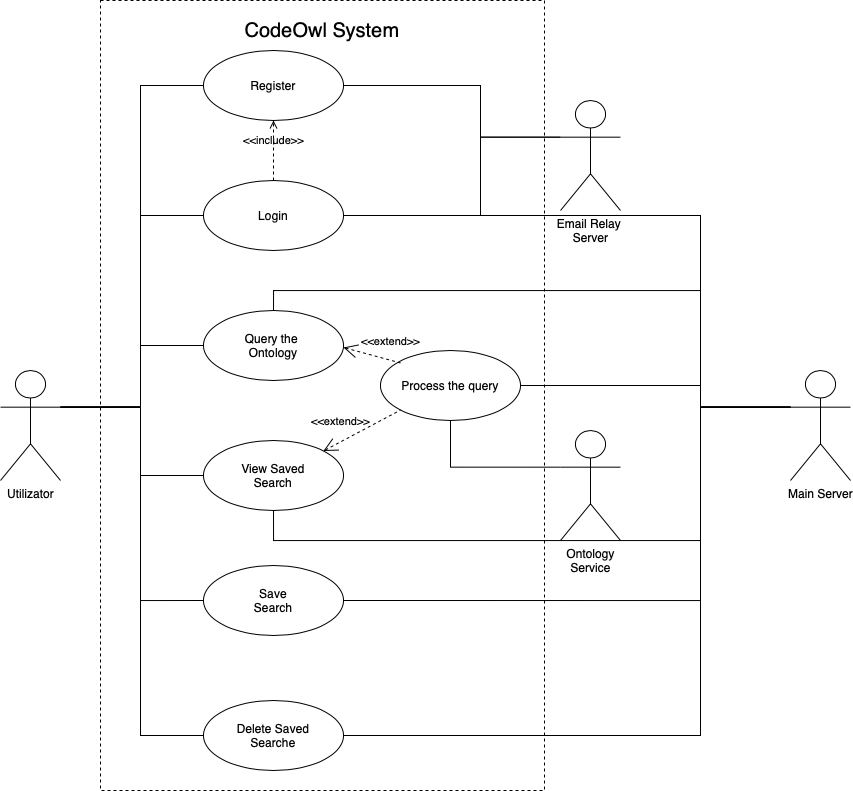 CodeOwl System
Register
<<include>>
Login
Email Relay
Server
Query the
Ontology
<<extend>>
Process the query
<<extend>>
View Saved
Search
Utilizator
Main Server
Ontology
Service
Save
Search
Delete Saved
Searche